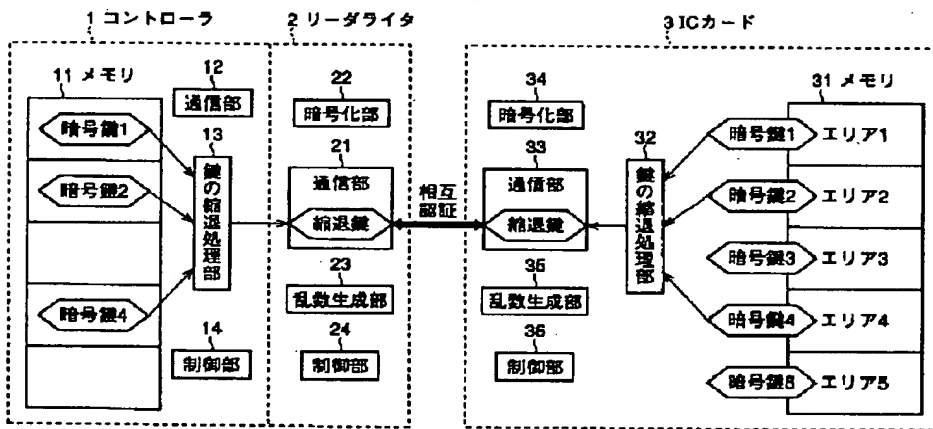 1 コントローラ
2 リーダライタ
3 ICカード
11 メモリ
12
通信部
暗号鍵1
13
鍵の縮退処理部
暗号鍵2
暗号鍵4
14
制御部
22
暗号化部
21
通信部
縮退鍵
23
乱数生成部
24
制御部
相互
認証
34
暗号化部
33
通信部
縮退鍵
35
乱数生成部
36
制御部
32
鍵の縮退処理部
31 メモリ
暗号鍵1
エリア1
暗号鍵2
エリア2
暗号鍵3
エリア3
暗号鍵4
エリア4
暗号鍵5
エリア5